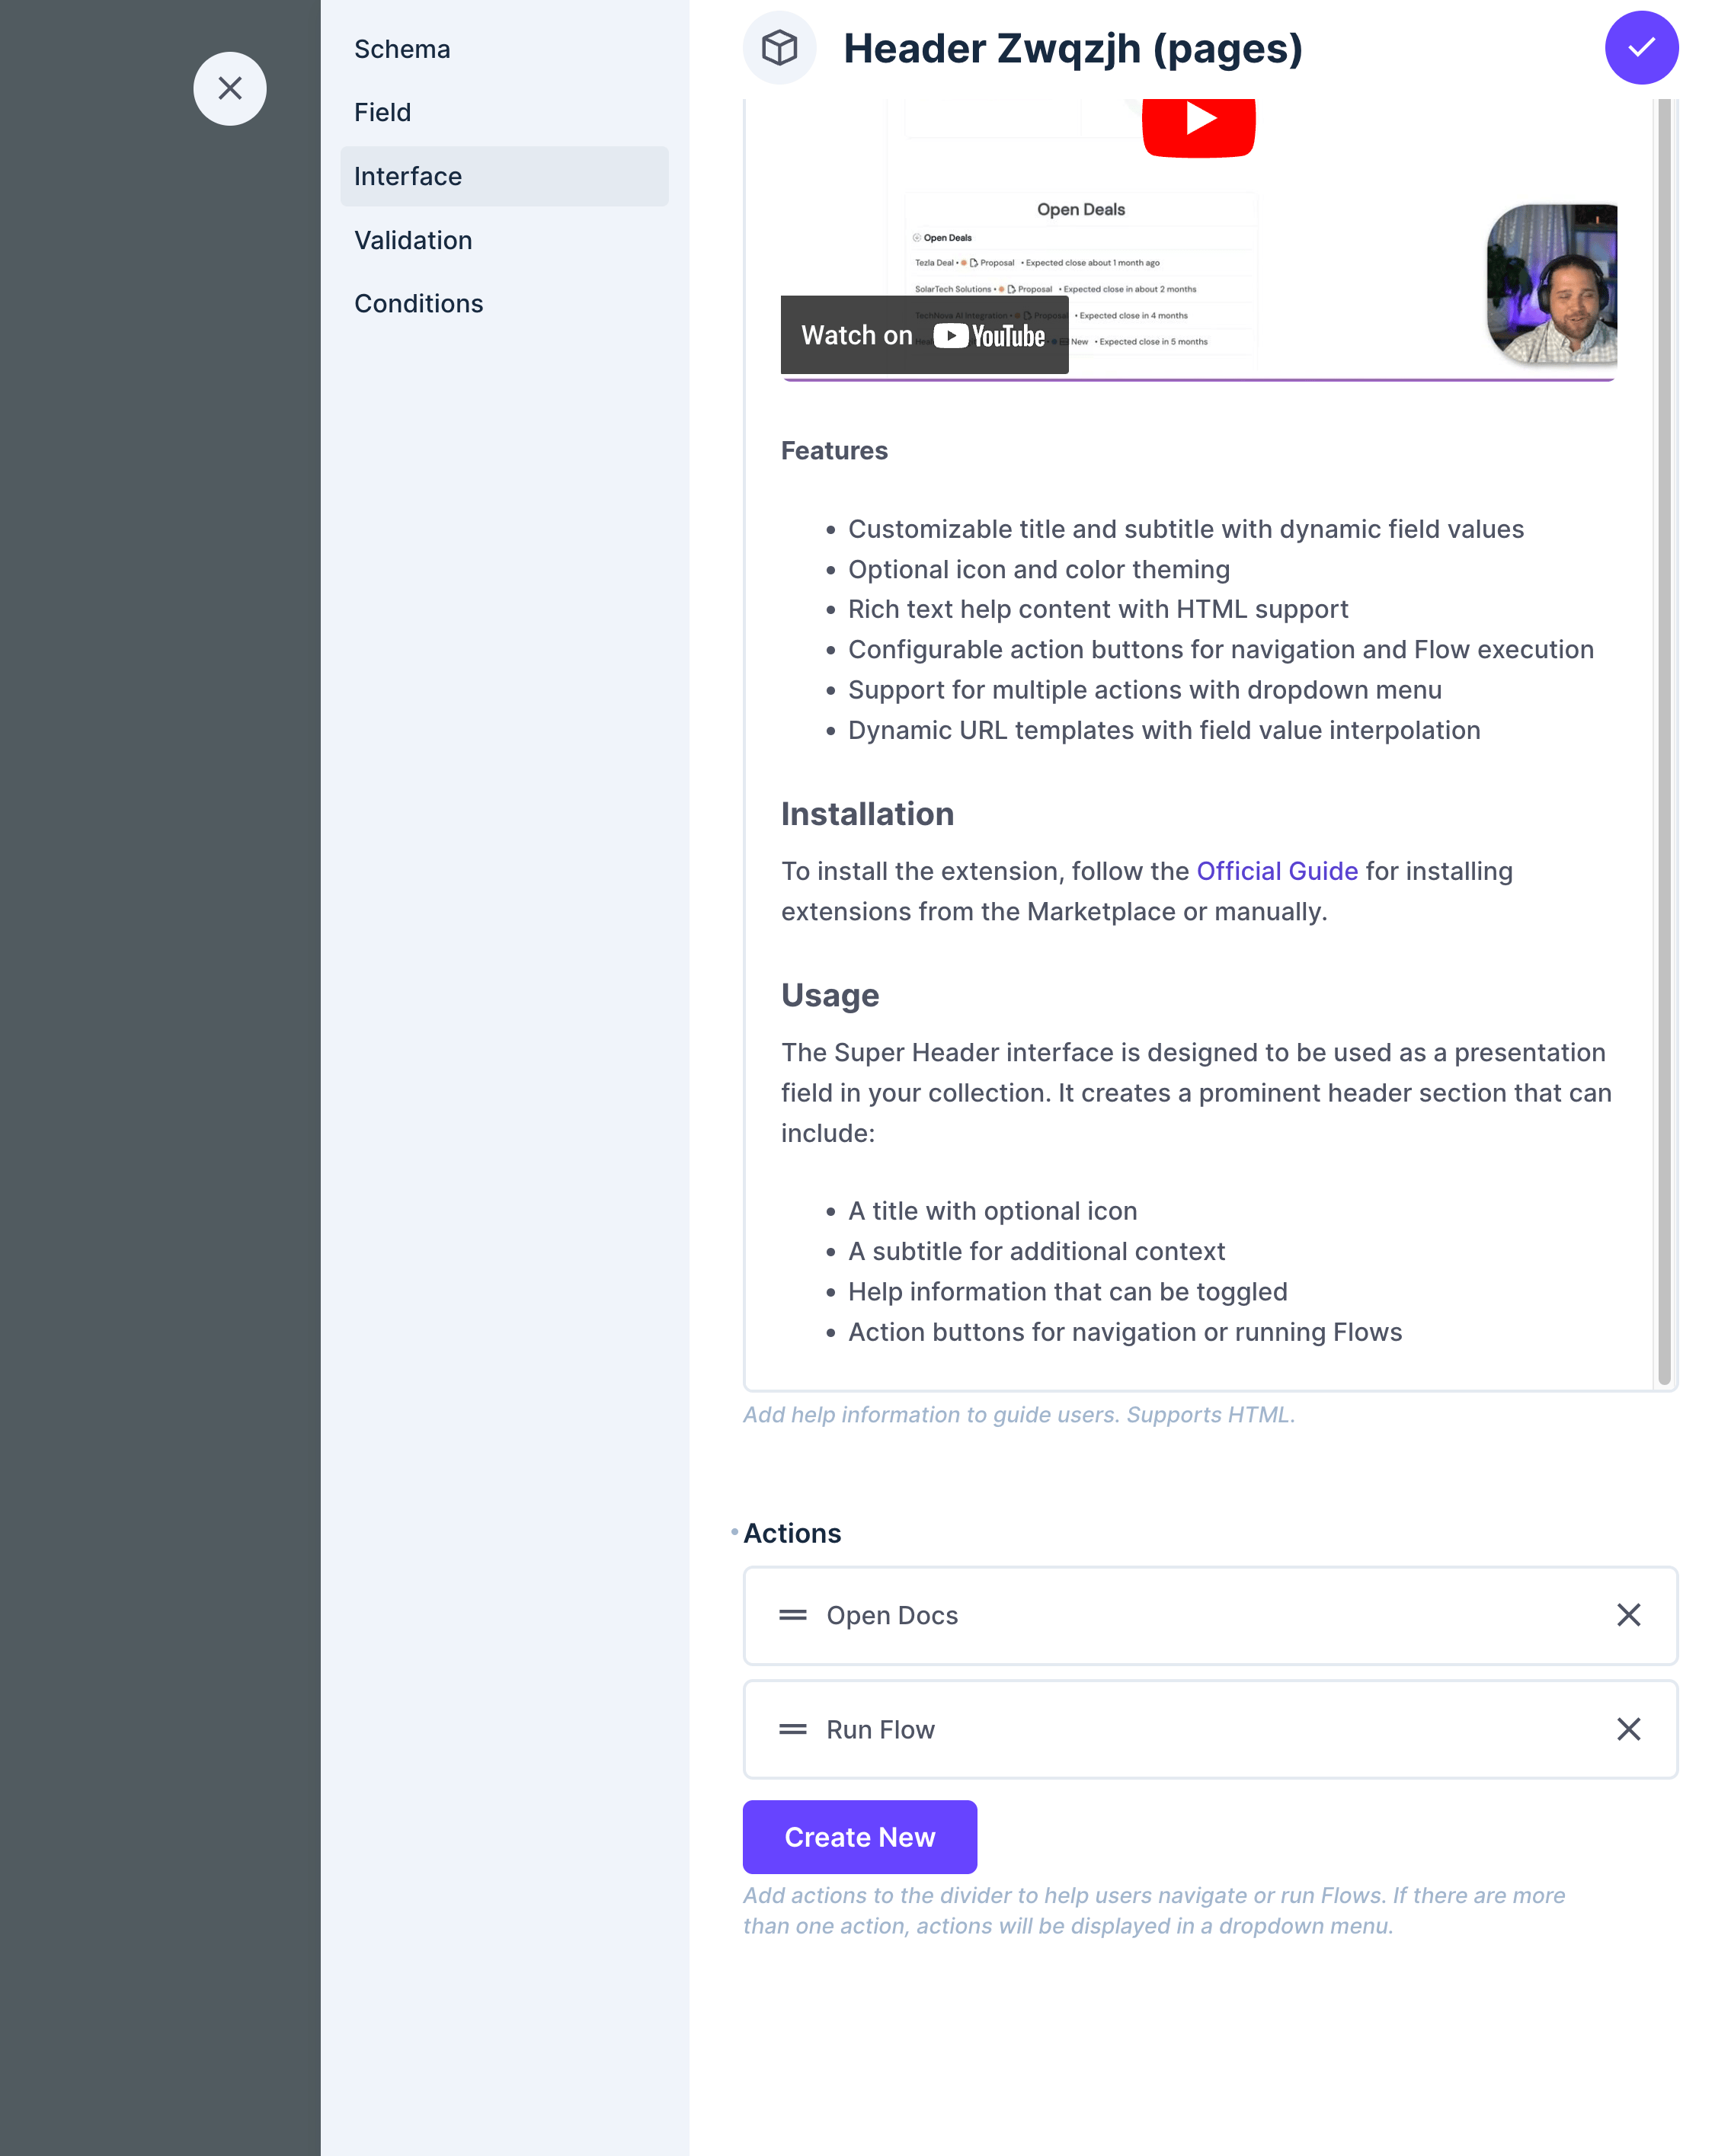 Schema
Field
Interface
Validation
Conditions
Header Zwqzjh (pages)
Open Deals
Open Deals
Tezla Deal • Proposal • Expected close about 1 month ago
SolarTech Solutions • Proposal • Expected close in about 2 months
TechNova AI Integration • Proposal • Expected close in 4 months
New • Expected close in 5 months
Watch on YouTube
Features
• Customizable title and subtitle with dynamic field values
• Optional icon and color theming
• Rich text help content with HTML support
• Configurable action buttons for navigation and Flow execution
• Support for multiple actions with dropdown menu
• Dynamic URL templates with field value interpolation
Installation
To install the extension, follow the Official Guide for installing
extensions from the Marketplace or manually.
Usage
The Super Header interface is designed to be used as a presentation
field in your collection. It creates a prominent header section that can
include:
• A title with optional icon
• A subtitle for additional context
• Help information that can be toggled
• Action buttons for navigation or running Flows
Add help information to guide users. Supports HTML.
Actions
Open Docs
Run Flow
Create New
Add actions to the divider to help users navigate or run Flows. If there are more
than one action, actions will be displayed in a dropdown menu.